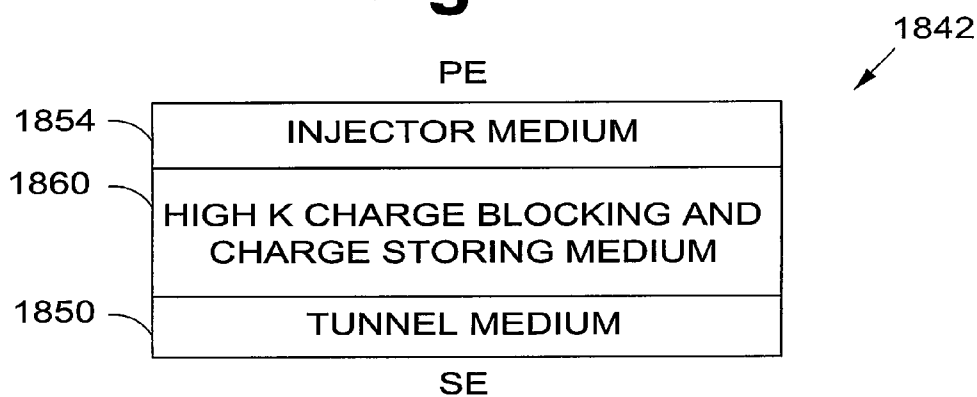 1842
PE
1854
INJECTOR MEDIUM
1860
HIGH K CHARGE BLOCKING AND
CHARGE STORING MEDIUM
1850
TUNNEL MEDIUM
SE